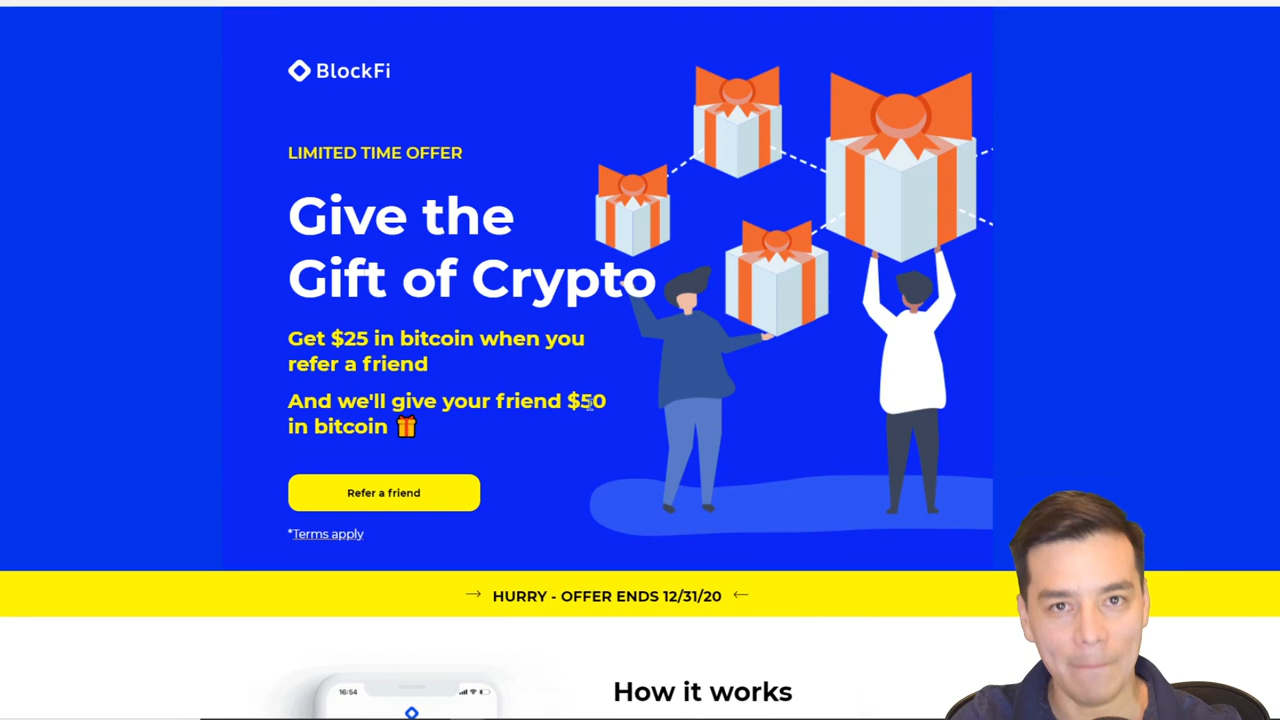 BlockFi
LIMITED TIME OFFER
Give the
Gift of Crypto
Get $25 in bitcoin when you
refer a friend
And we'll give your friend $50
in bitcoin
Refer a friend
*Terms apply
HURRY - OFFER ENDS 12/31/20
16:54
How it works